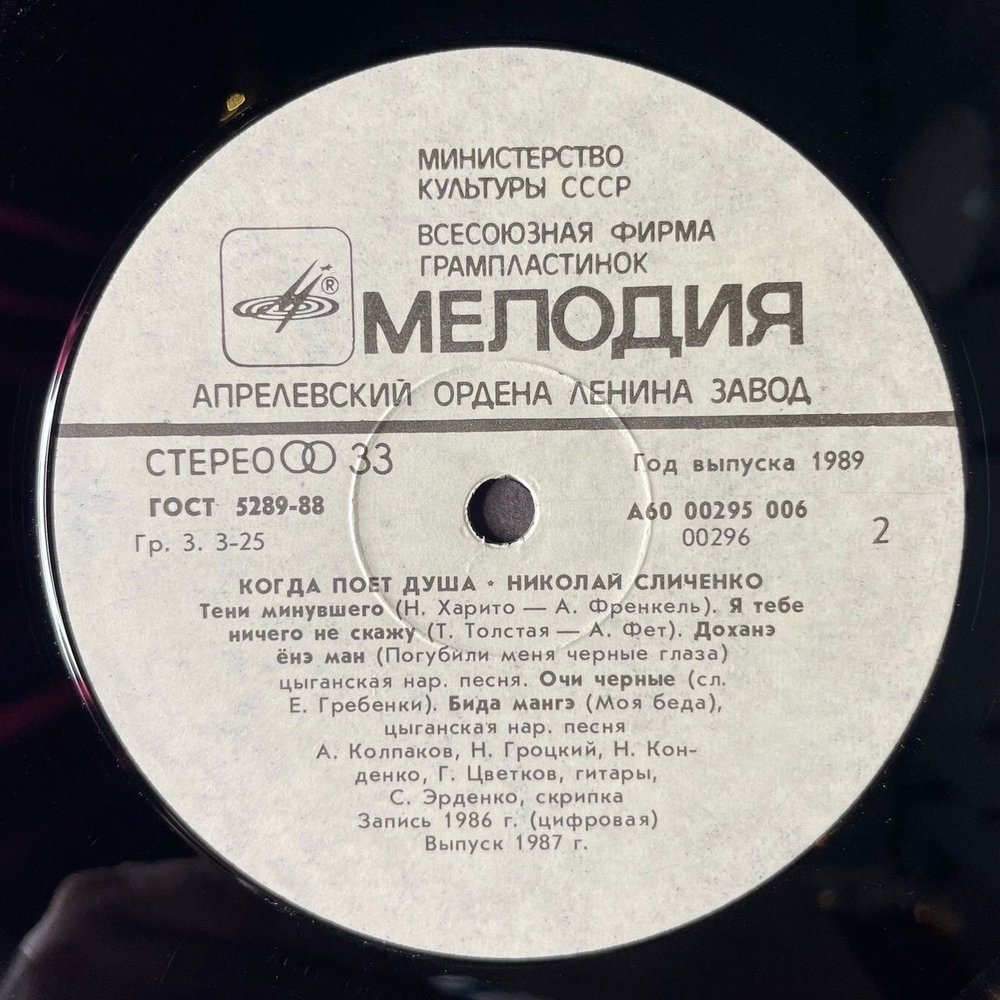 МИНИСТЕРСТВО
КУЛЬТУРЫ СССР
ВСЕСОЮЗНАЯ ФИРМА
ГРАМПЛАСТИНОК
®
МЕЛОДИЯ
АПРЕЛЕВСКИЙ ОРДЕНА ЛЕНИНА ЗАВОД
СТЕРЕО 33
Год выпуска 1989
ГОСТ 5289-88
А60 00295 006
Гр. 3. 3-25
00296
2
КОГДА ПОЕТ ДУША * НИКОЛАЙ СЛИЧЕНКО
Тени минувшего (Н. Харито — А. Френкель). Я тебе
ничего не скажу (Т. Толстая — А. Фет). Доханэ
ёнэ ман (Погубили меня черные глаза)
цыганская нар. песня. Очи черные (сл.
Е. Гребенки). Бида мангэ (Моя беда),
цыганская нар. песня
А. Колпаков, Н. Гроцкий, Н. Кон-
денко, Г. Цветков, гитары,
С. Эрденко, скрипка
Запись 1986 г. (цифровая)
Выпуск 1987 г.